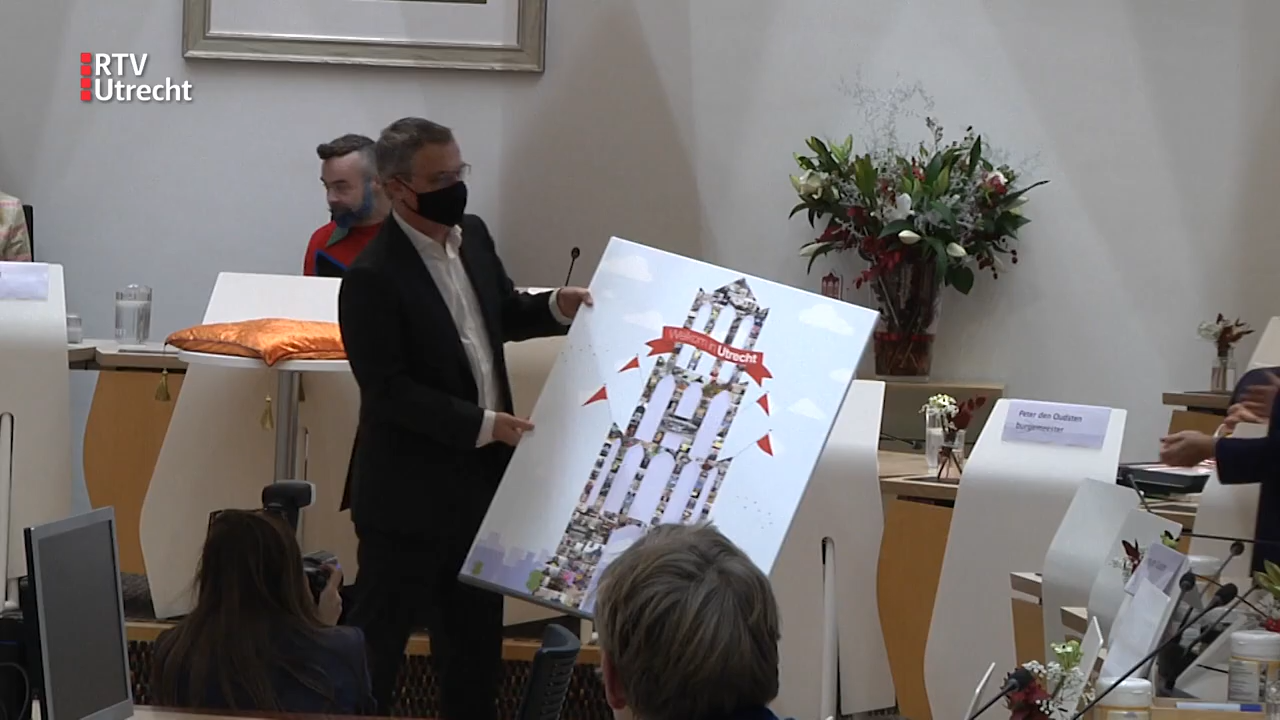 RTV
Utrecht
Welkom in Utrecht
Peter den Oudsten
burgemeester